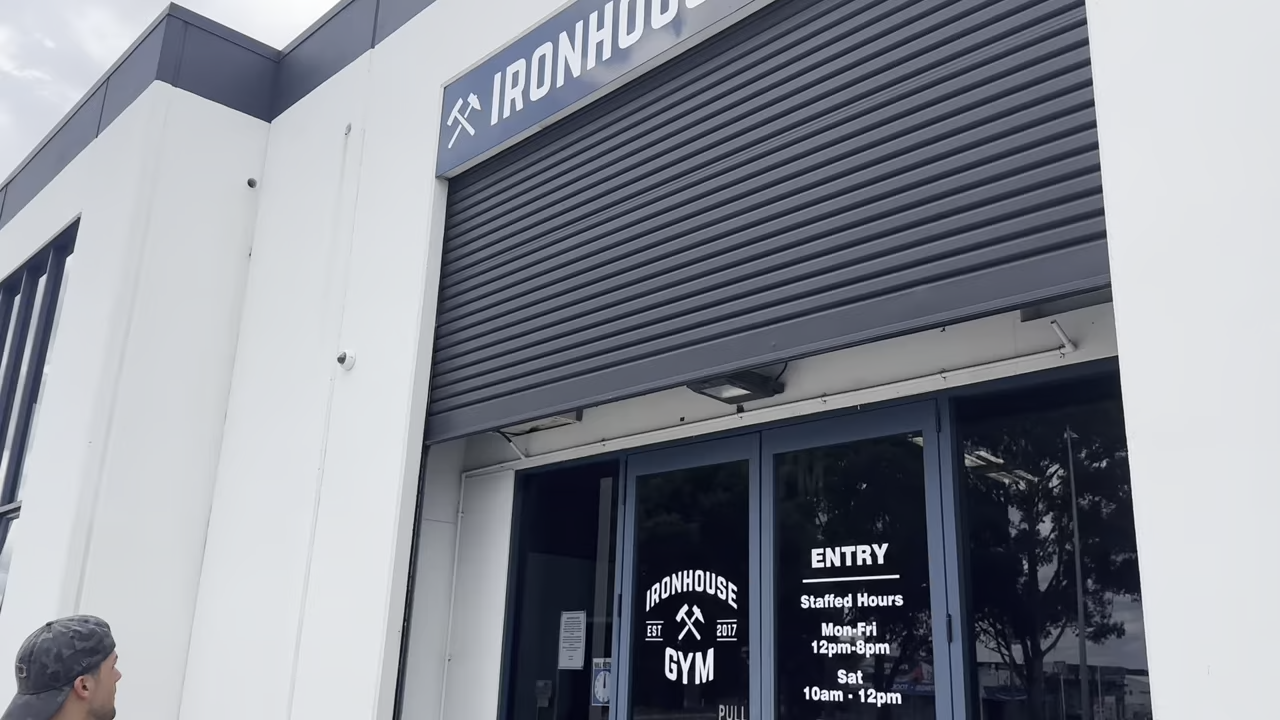 IRONHOUSE
IRONHOUSE
EST 2017
GYM
PULL
ENTRY
Staffed Hours
Mon-Fri
12pm-8pm
Sat
10am - 12pm